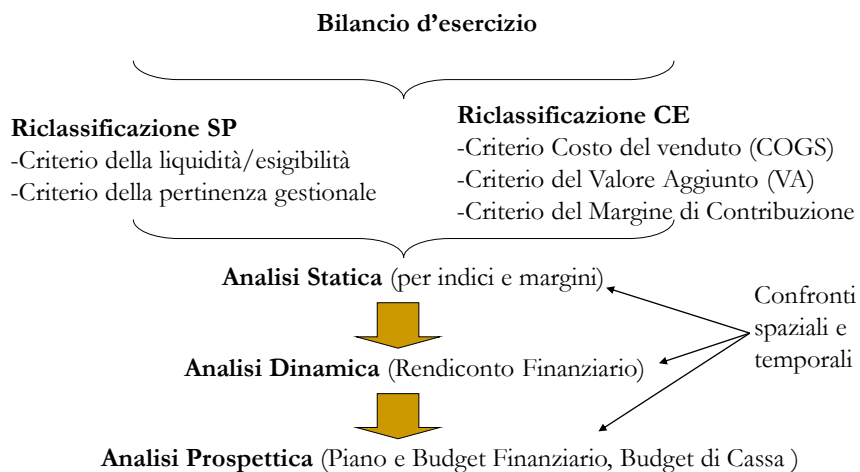 Bilancio d'esercizio
Riclassificazione SP
-Criterio della liquidità/esigibilità
-Criterio della pertinenza gestionale
Riclassificazione CE
-Criterio Costo del venduto (COGS)
-Criterio del Valore Aggiunto (VA)
-Criterio del Margine di Contribuzione
Analisi Statica (per indici e margini)
Confronti
spaziali e
temporali
Analisi Dinamica (Rendiconto Finanziario)
Analisi Prospettica (Piano e Budget Finanziario, Budget di Cassa )